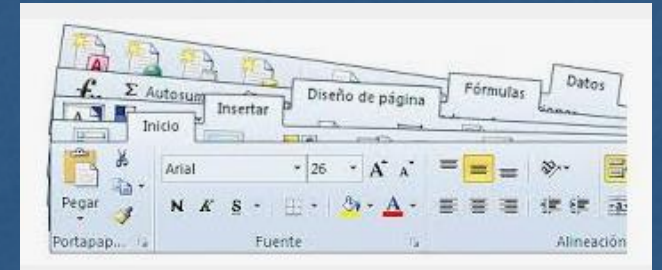 Datos
Fórmulas
Diseño de página
Insertar
Σ Autosum
Inicio
Arial 26 A A
Pegar N K S A
Portapap... Fuente Alineación